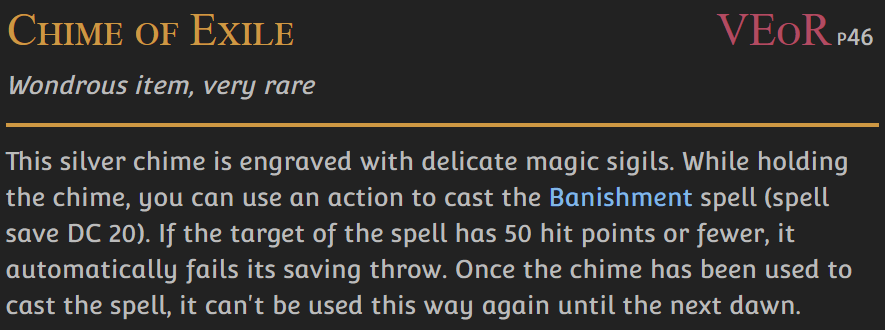 Chime of Exile VEoR p46
Wondrous item, very rare
This silver chime is engraved with delicate magic sigils. While holding
the chime, you can use an action to cast the Banishment spell (spell
save DC 20). If the target of the spell has 50 hit points or fewer, it
automatically fails its saving throw. Once the chime has been used to
cast the spell, it can't be used this way again until the next dawn.